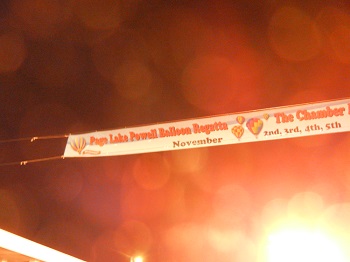 Page Lake Powell Balloon Regatta
November
The Chamber
2nd, 3rd, 4th, 5th